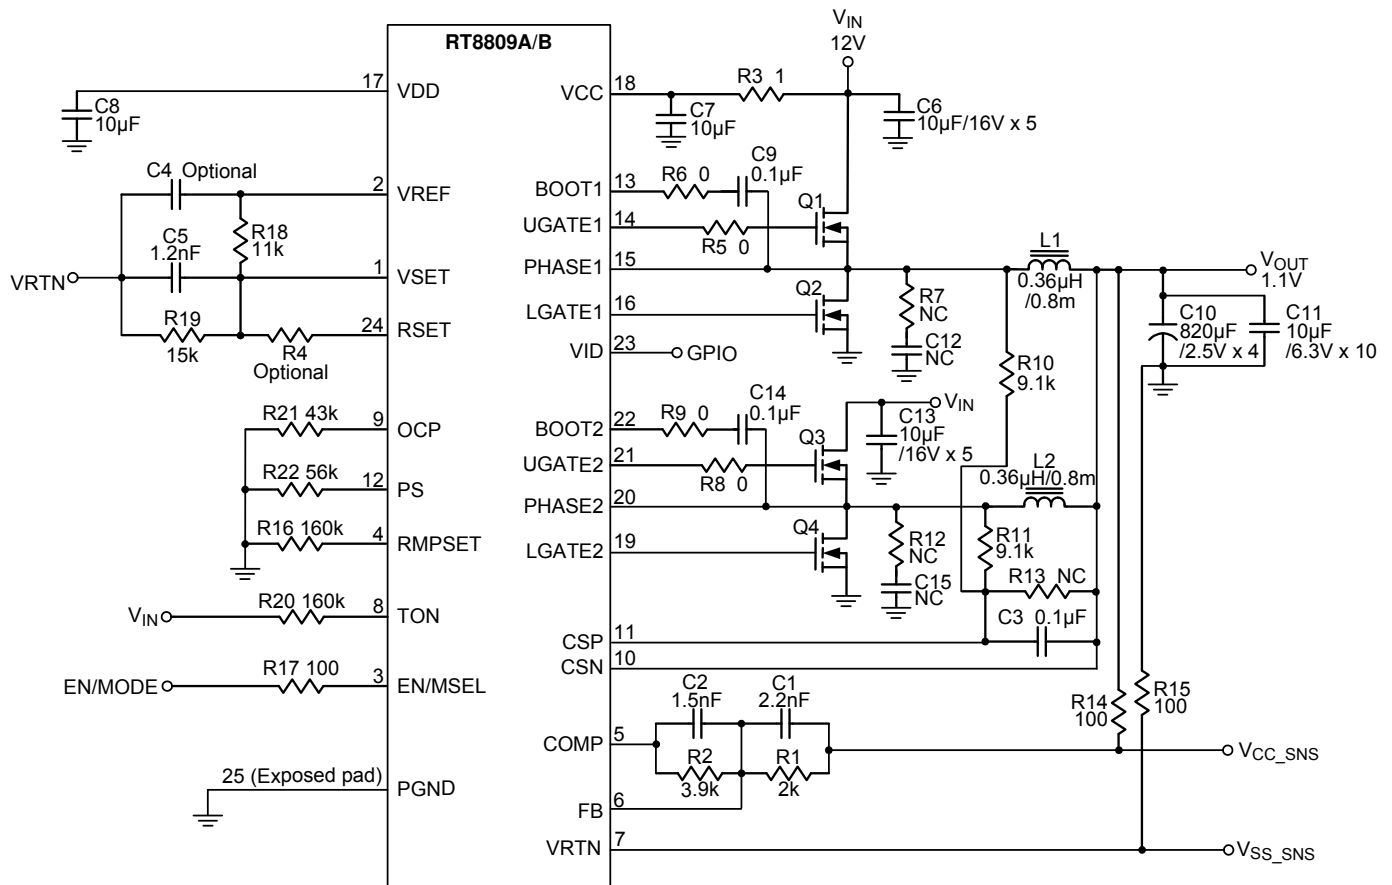 RT8809A/B
VIN
12V
17
VDD
C8
10µF
18
VCC
R3 1
C7
10µF
C6
10µF/16V x 5
C4 Optional
2
VREF
R18
11k
C5
1.2nF
VRTN
1
VSET
R19
15k
24
RSET
R4
Optional
BOOT1
13
R6 0
C9
0.1µF
UGATE1
14
R5 0
Q1
PHASE1
15
L1
0.36µH
/0.8m
VOUT
1.1V
LGATE1
16
Q2
R7
NC
C12
NC
C10
820µF
/2.5V x 4
C11
10µF
/6.3V x 10
VID
23
GPIO
R10
9.1k
R21 43k
9
OCP
R22 56k
12
PS
R16 160k
4
RMPSET
BOOT2
22
R9 0
C14
0.1µF
VIN
C13
10µF
/16V x 5
UGATE2
21
R8 0
Q3
L2
0.36µH/0.8m
PHASE2
20
LGATE2
19
Q4
R12
NC
C15
NC
R11
9.1k
R13 NC
C3 0.1µF
VIN
R20 160k
8
TON
CSP
11
CSN
10
EN/MODE
R17 100
3
EN/MSEL
C2
1.5nF
C1
2.2nF
COMP
5
R2
3.9k
R1
2k
R14
100
R15
100
VCC_SNS
25 (Exposed pad)
PGND
FB
6
VRTN
7
VSS_SNS